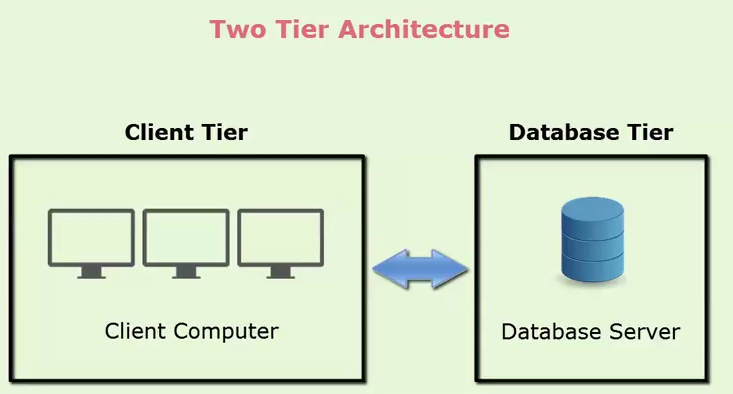 Two Tier Architecture
Client Tier
Database Tier
Client Computer
Database Server